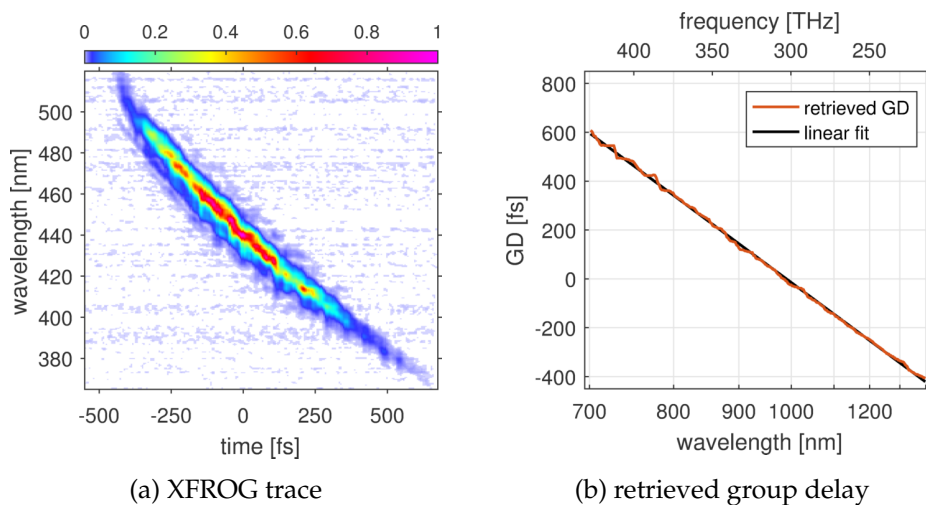 0 0.2 0.4 0.6 0.8 1
wavelength [nm]
500
480
460
440
420
400
380
-500 -250 0 250 500
time [fs]
(a) XFROG trace
frequency [THz]
400 350 300 250
GD [fs]
800
600
400
200
0
-200
-400
retrieved GD
linear fit
700 800 900 1000 1200
wavelength [nm]
(b) retrieved group delay